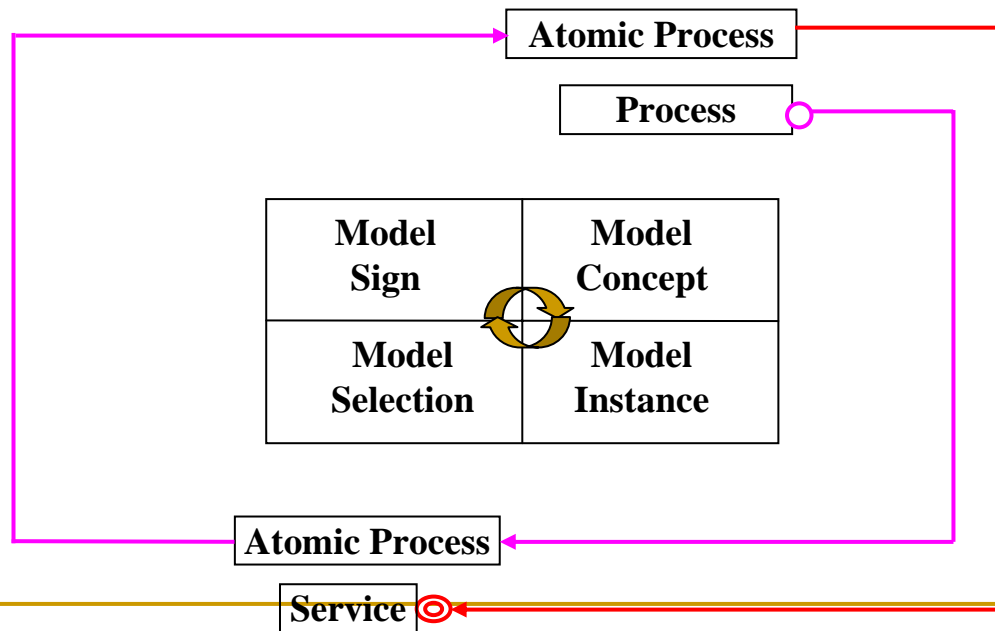 Atomic Process
Process
Model
Sign
Model
Concept
Model
Selection
Model
Instance
Atomic Process
Service